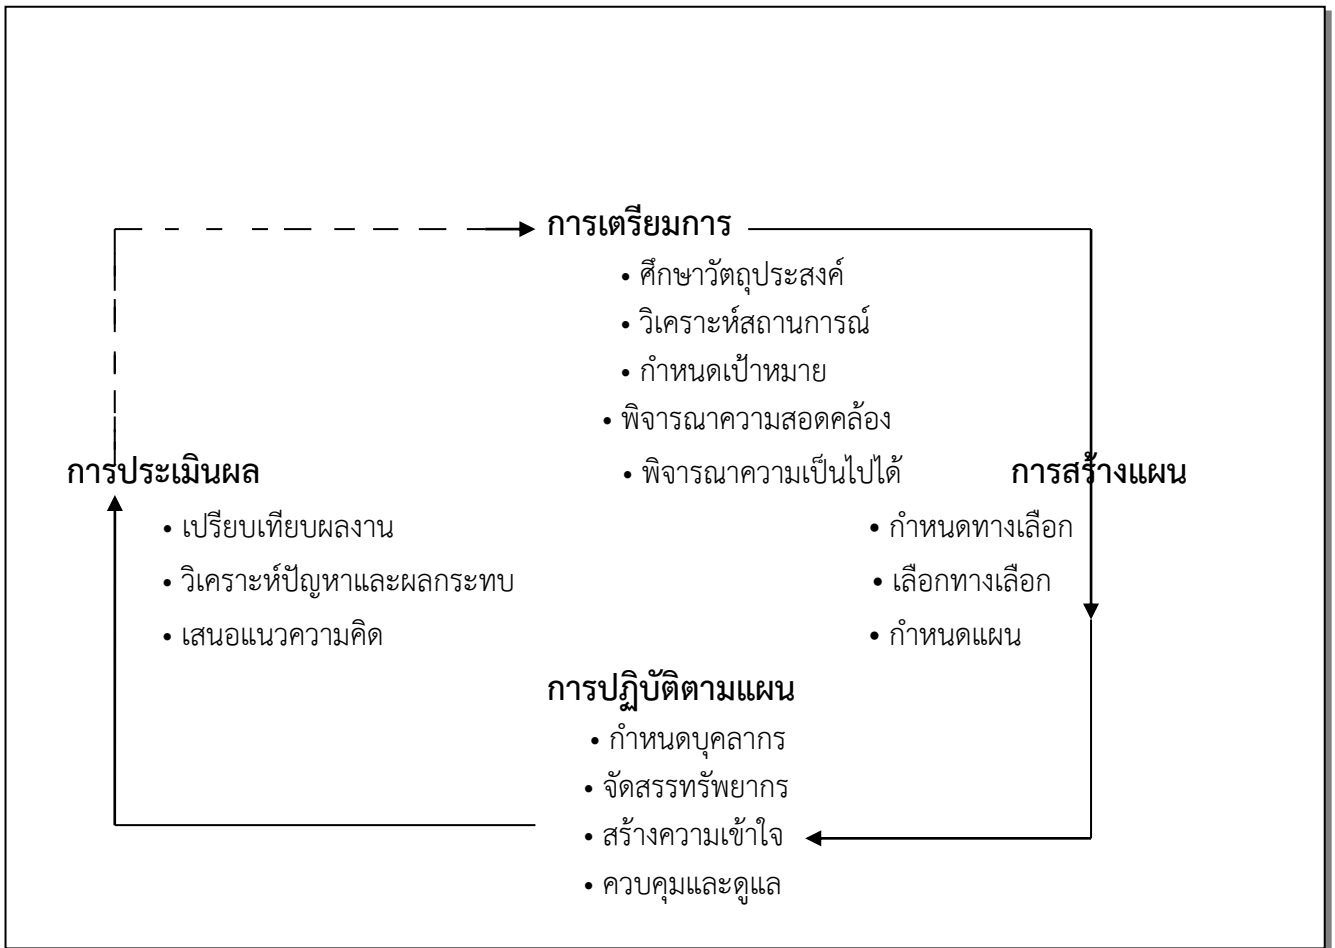 การเตรียมการ
• ศึกษาวัตถุประสงค์
• วิเคราะห์สถานการณ์
• กำหนดเป้าหมาย
• พิจารณาความสอดคล้อง
• พิจารณาความเป็นไปได้
การสร้างแผน
• กำหนดทางเลือก
• เลือกทางเลือก
• กำหนดแผน
การปฏิบัติตามแผน
• กำหนดบุคลากร
• จัดสรรทรัพยากร
• สร้างความเข้าใจ
• ควบคุมและดูแล
การประเมินผล
• เปรียบเทียบผลงาน
• วิเคราะห์ปัญหาและผลกระทบ
• เสนอแนวความคิด